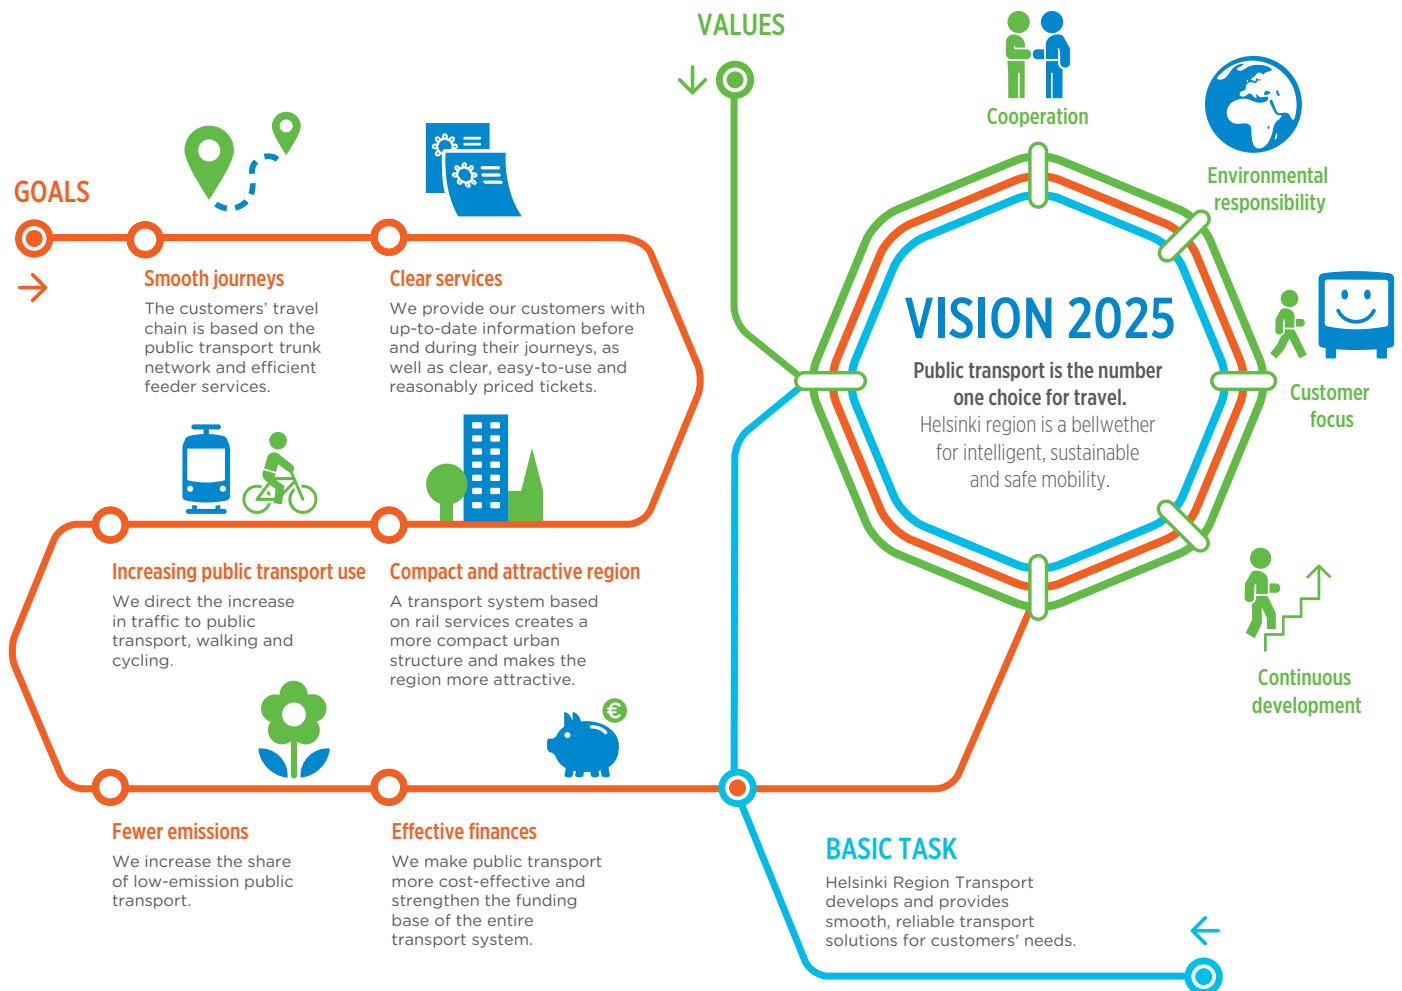 VALUES
Cooperation
Environmental
responsibility
GOALS
Smooth journeys
The customers’ travel
chain is based on the
public transport trunk
network and efficient
feeder services.
Clear services
We provide our customers with
up-to-date information before
and during their journeys, as
well as clear, easy-to-use and
reasonably priced tickets.
VISION 2025
Public transport is the number
one choice for travel.
Helsinki region is a bellwether
for intelligent, sustainable
and safe mobility.
Customer
focus
Increasing public transport use
We direct the increase
in traffic to public
transport, walking and
cycling.
Compact and attractive region
A transport system based
on rail services creates a
more compact urban
structure and makes the
region more attractive.
Continuous
development
€
Fewer emissions
We increase the share
of low-emission public
transport.
Effective finances
We make public transport
more cost-effective and
strengthen the funding
base of the entire
transport system.
BASIC TASK
Helsinki Region Transport
develops and provides
smooth, reliable transport
solutions for customers' needs.